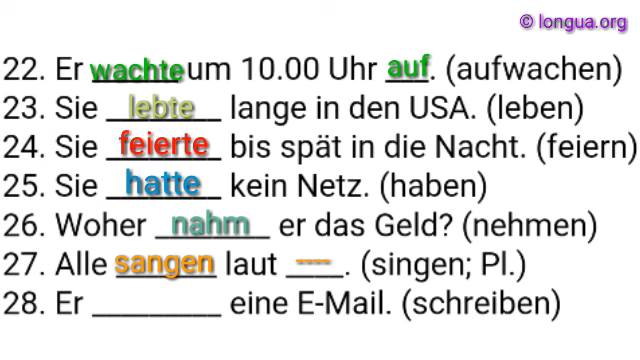 © longua.org
22. Er wachte um 10.00 Uhr auf. (aufwachen)
23. Sie lebte lange in den USA. (leben)
24. Sie feierte bis spät in die Nacht. (feiern)
25. Sie hatte kein Netz. (haben)
26. Woher nahm er das Geld? (nehmen)
27. Alle sangen laut ----. (singen; Pl.)
28. Er ________ eine E-Mail. (schreiben)